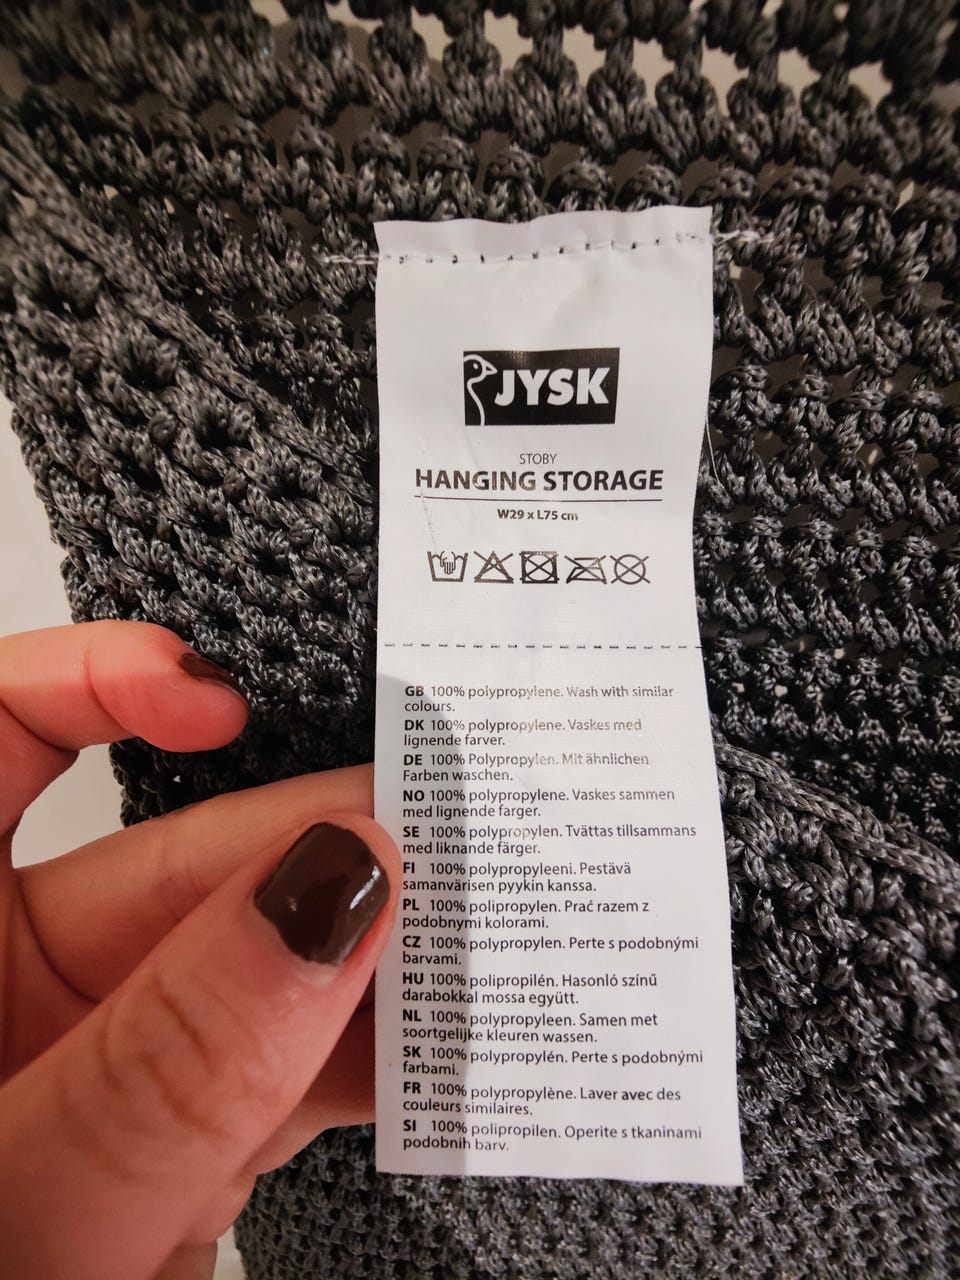 JYSK
STOBY
HANGING STORAGE
W29 x L75 cm
GB 100% polypropylene. Wash with similar
colours.
DK 100% polypropylene. Vaskes med
lignende farver.
DE 100% Polypropylen. Mit ähnlichen
Farben waschen.
NO 100% polypropylene. Vaskes sammen
med lignende farger.
SE 100% polypropylen. Tvättas tillsammans
med liknande färger.
FI 100% polypropyleeni. Pestävä
samanvärisen pyykin kanssa.
PL 100% polipropylen. Prać razem z
podobnymi kolorami.
CZ 100% polypropylen. Perte s podobnými
barvami.
HU 100% polipropilén. Hasonló színű
darabokkal mossa együtt.
NL 100% polypropyleen. Samen met
soortgelijke kleuren wassen.
SK 100% polypropylén. Perte s podobnými
farbami.
FR 100% polypropylène. Laver avec des
couleurs similaires.
SI 100% polipropilen. Operite s tkaninami
podobnih barv.